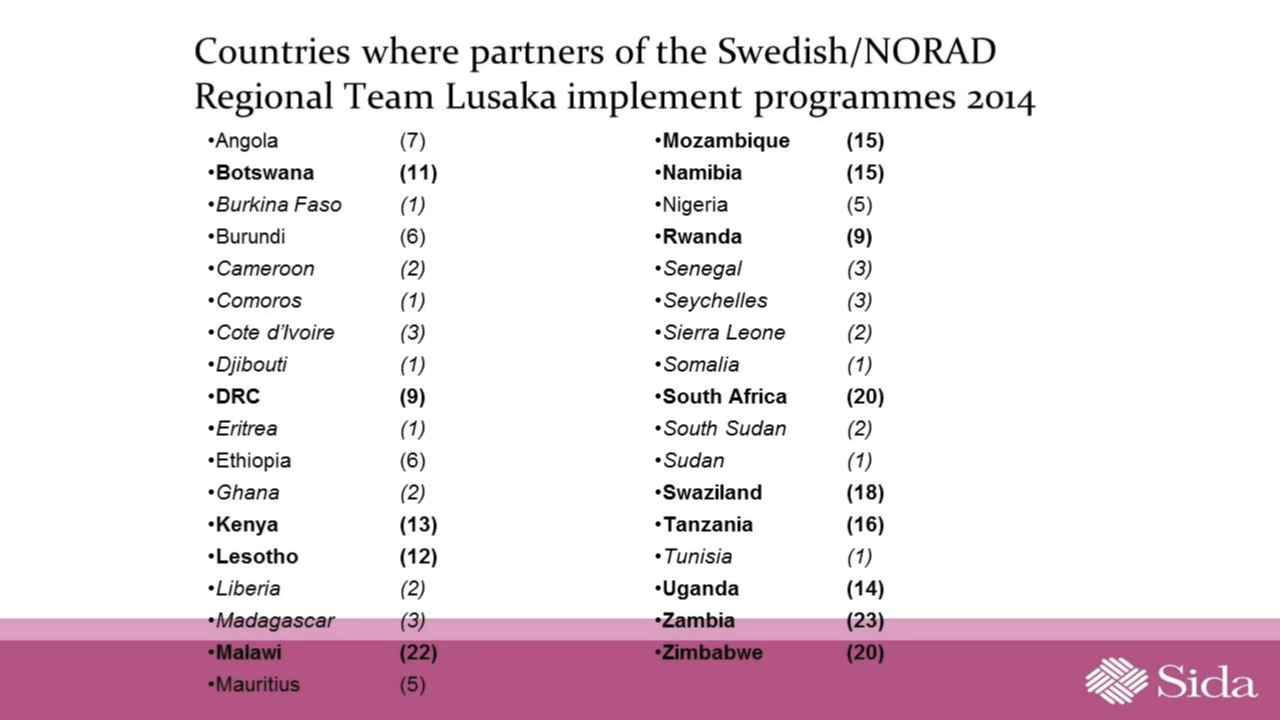 Countries where partners of the Swedish/NORAD
Regional Team Lusaka implement programmes 2014
•Angola (7)
•Botswana (11)
•Burkina Faso (1)
•Burundi (6)
•Cameroon (2)
•Comoros (1)
•Cote d'Ivoire (3)
•Djibouti (1)
•DRC (9)
•Eritrea (1)
•Ethiopia (6)
•Ghana (2)
•Kenya (13)
•Lesotho (12)
•Liberia (2)
•Madagascar (3)
•Malawi (22)
•Mauritius (5)
•Mozambique (15)
•Namibia (15)
•Nigeria (5)
•Rwanda (9)
•Senegal (3)
•Seychelles (3)
•Sierra Leone (2)
•Somalia (1)
•South Africa (20)
•South Sudan (2)
•Sudan (1)
•Swaziland (18)
•Tanzania (16)
•Tunisia (1)
•Uganda (14)
•Zambia (23)
•Zimbabwe (20)
Sida